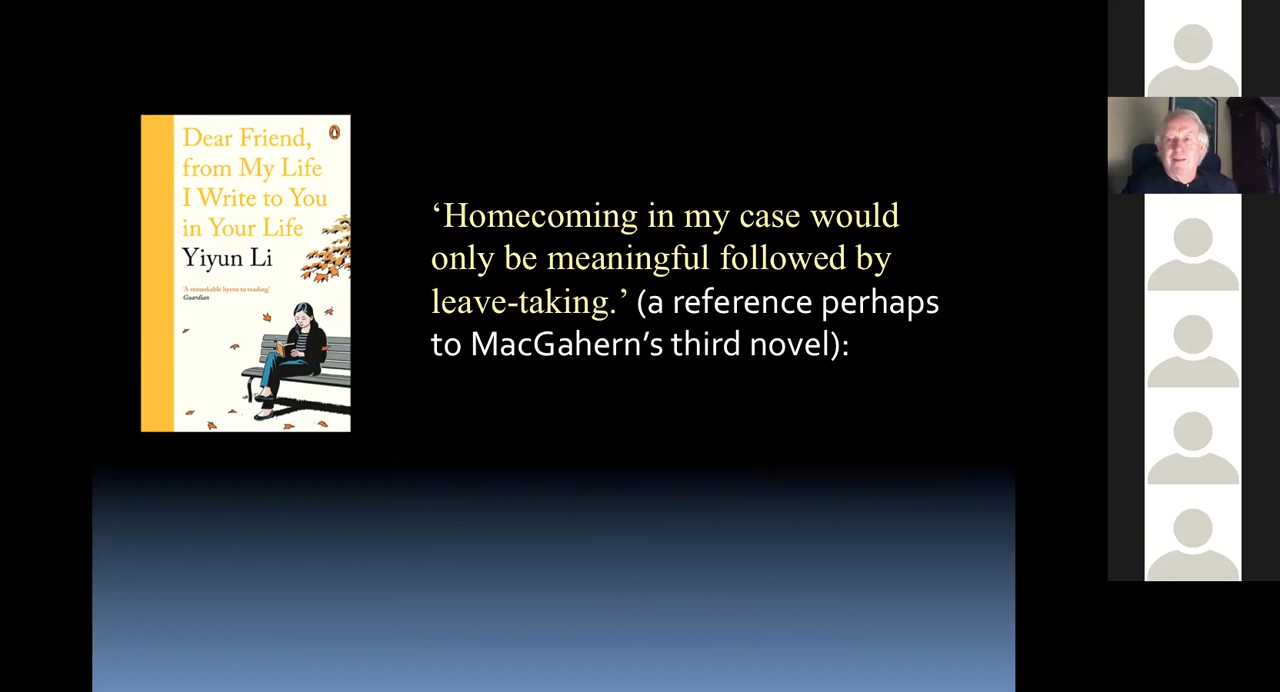 Dear Friend,
from My Life
I Write to You
in Your Life
Yiyun Li
'A remarkable hymn to reading'
Guardian
‘Homecoming in my case would
only be meaningful followed by
leave-taking.’ (a reference perhaps
to MacGahern’s third novel):